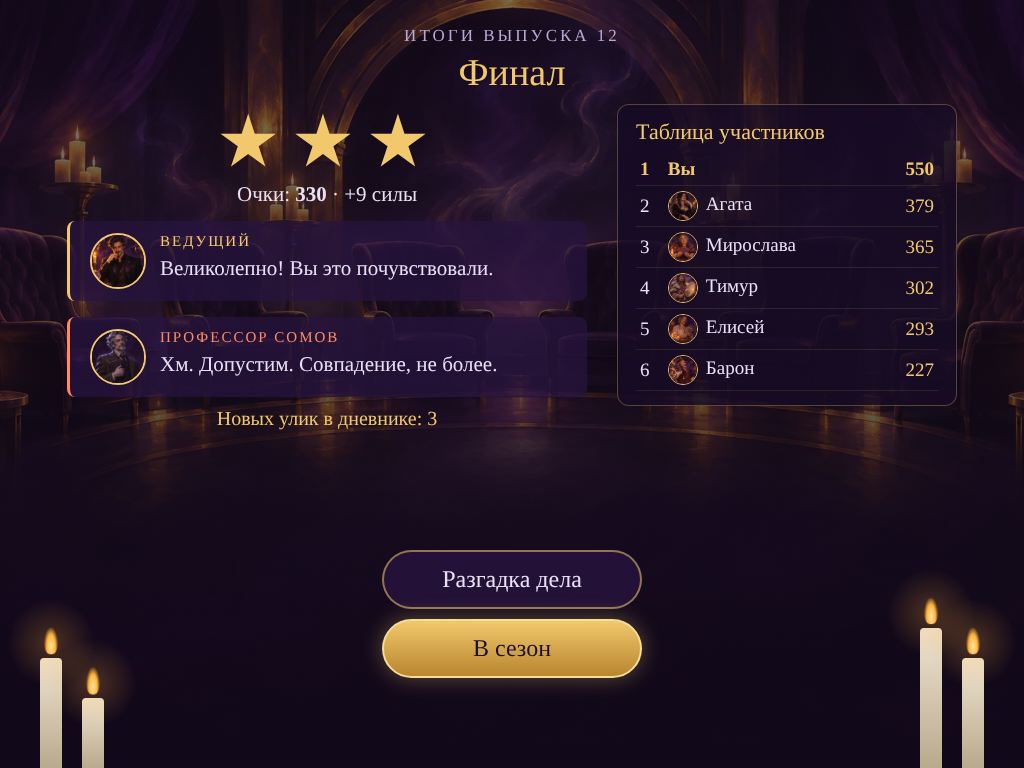 ИТОГИ ВЫПУСКА 12
Финал
Очки: 330 · +9 силы
ВЕДУЩИЙ
Великолепно! Вы это почувствовали.
ПРОФЕССОР СОМОВ
Хм. Допустим. Совпадение, не более.
Новых улик в дневнике: 3
Таблица участников
1 Вы 550
2 Агата 379
3 Мирослава 365
4 Тимур 302
5 Елисей 293
6 Барон 227
Разгадка дела
В сезон